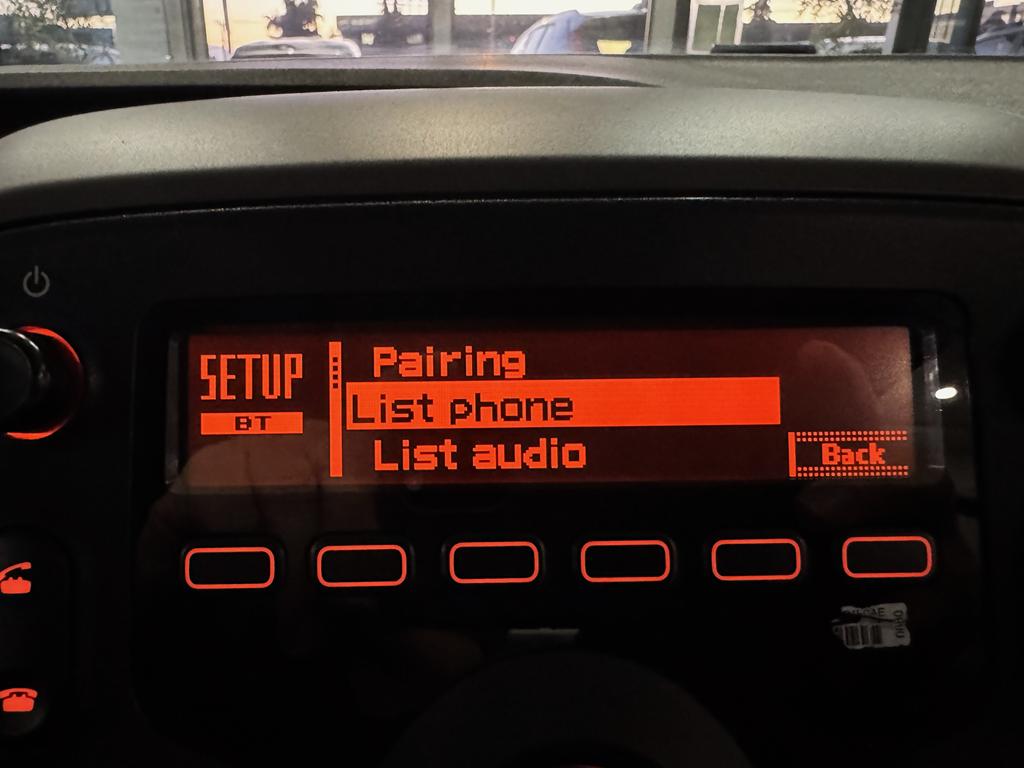 SETUP
BT
Pairing
List phone
List audio
Back